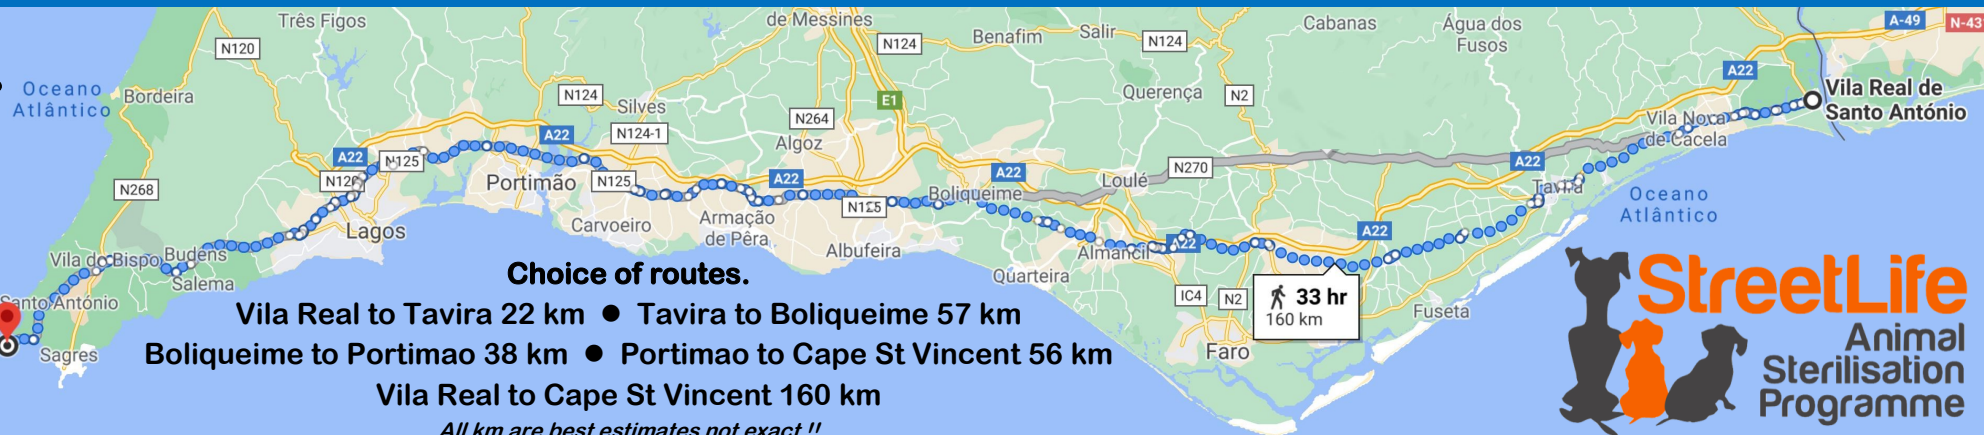 Três Figos
de Messines
Cabanas
Água dos
Fusos
A-49
N-43
N120
N124
Benafim
Salir
N124
A22
Oceano
Atlântico
Bordeira
N124
Silves
E1
Querença
N2
Vila Real de
Santo António
N264
Algoz
N124-1
A22
Vila Nova
de Cacela
A22
N125
N268
N120
Portimão
N125
A22
Boliqueime
A22
Loulé
N270
A22
Tavira
Oceano
Atlântico
N125
Carvoeiro
Armação
de Pêra
Albufeira
Lagos
Vila do Bispo
Budens
Salema
Quarteira
Almancil
A22
A22
Santo António
Sagres
IC4
N2
Faro
33 hr
160 km
Fuseta
Choice of routes.
Vila Real to Tavira 22 km ● Tavira to Boliqueime 57 km
Boliqueime to Portimao 38 km ● Portimao to Cape St Vincent 56 km
Vila Real to Cape St Vincent 160 km
All km are best estimates not exact !!
StreetLife
Animal
Sterilisation
Programme